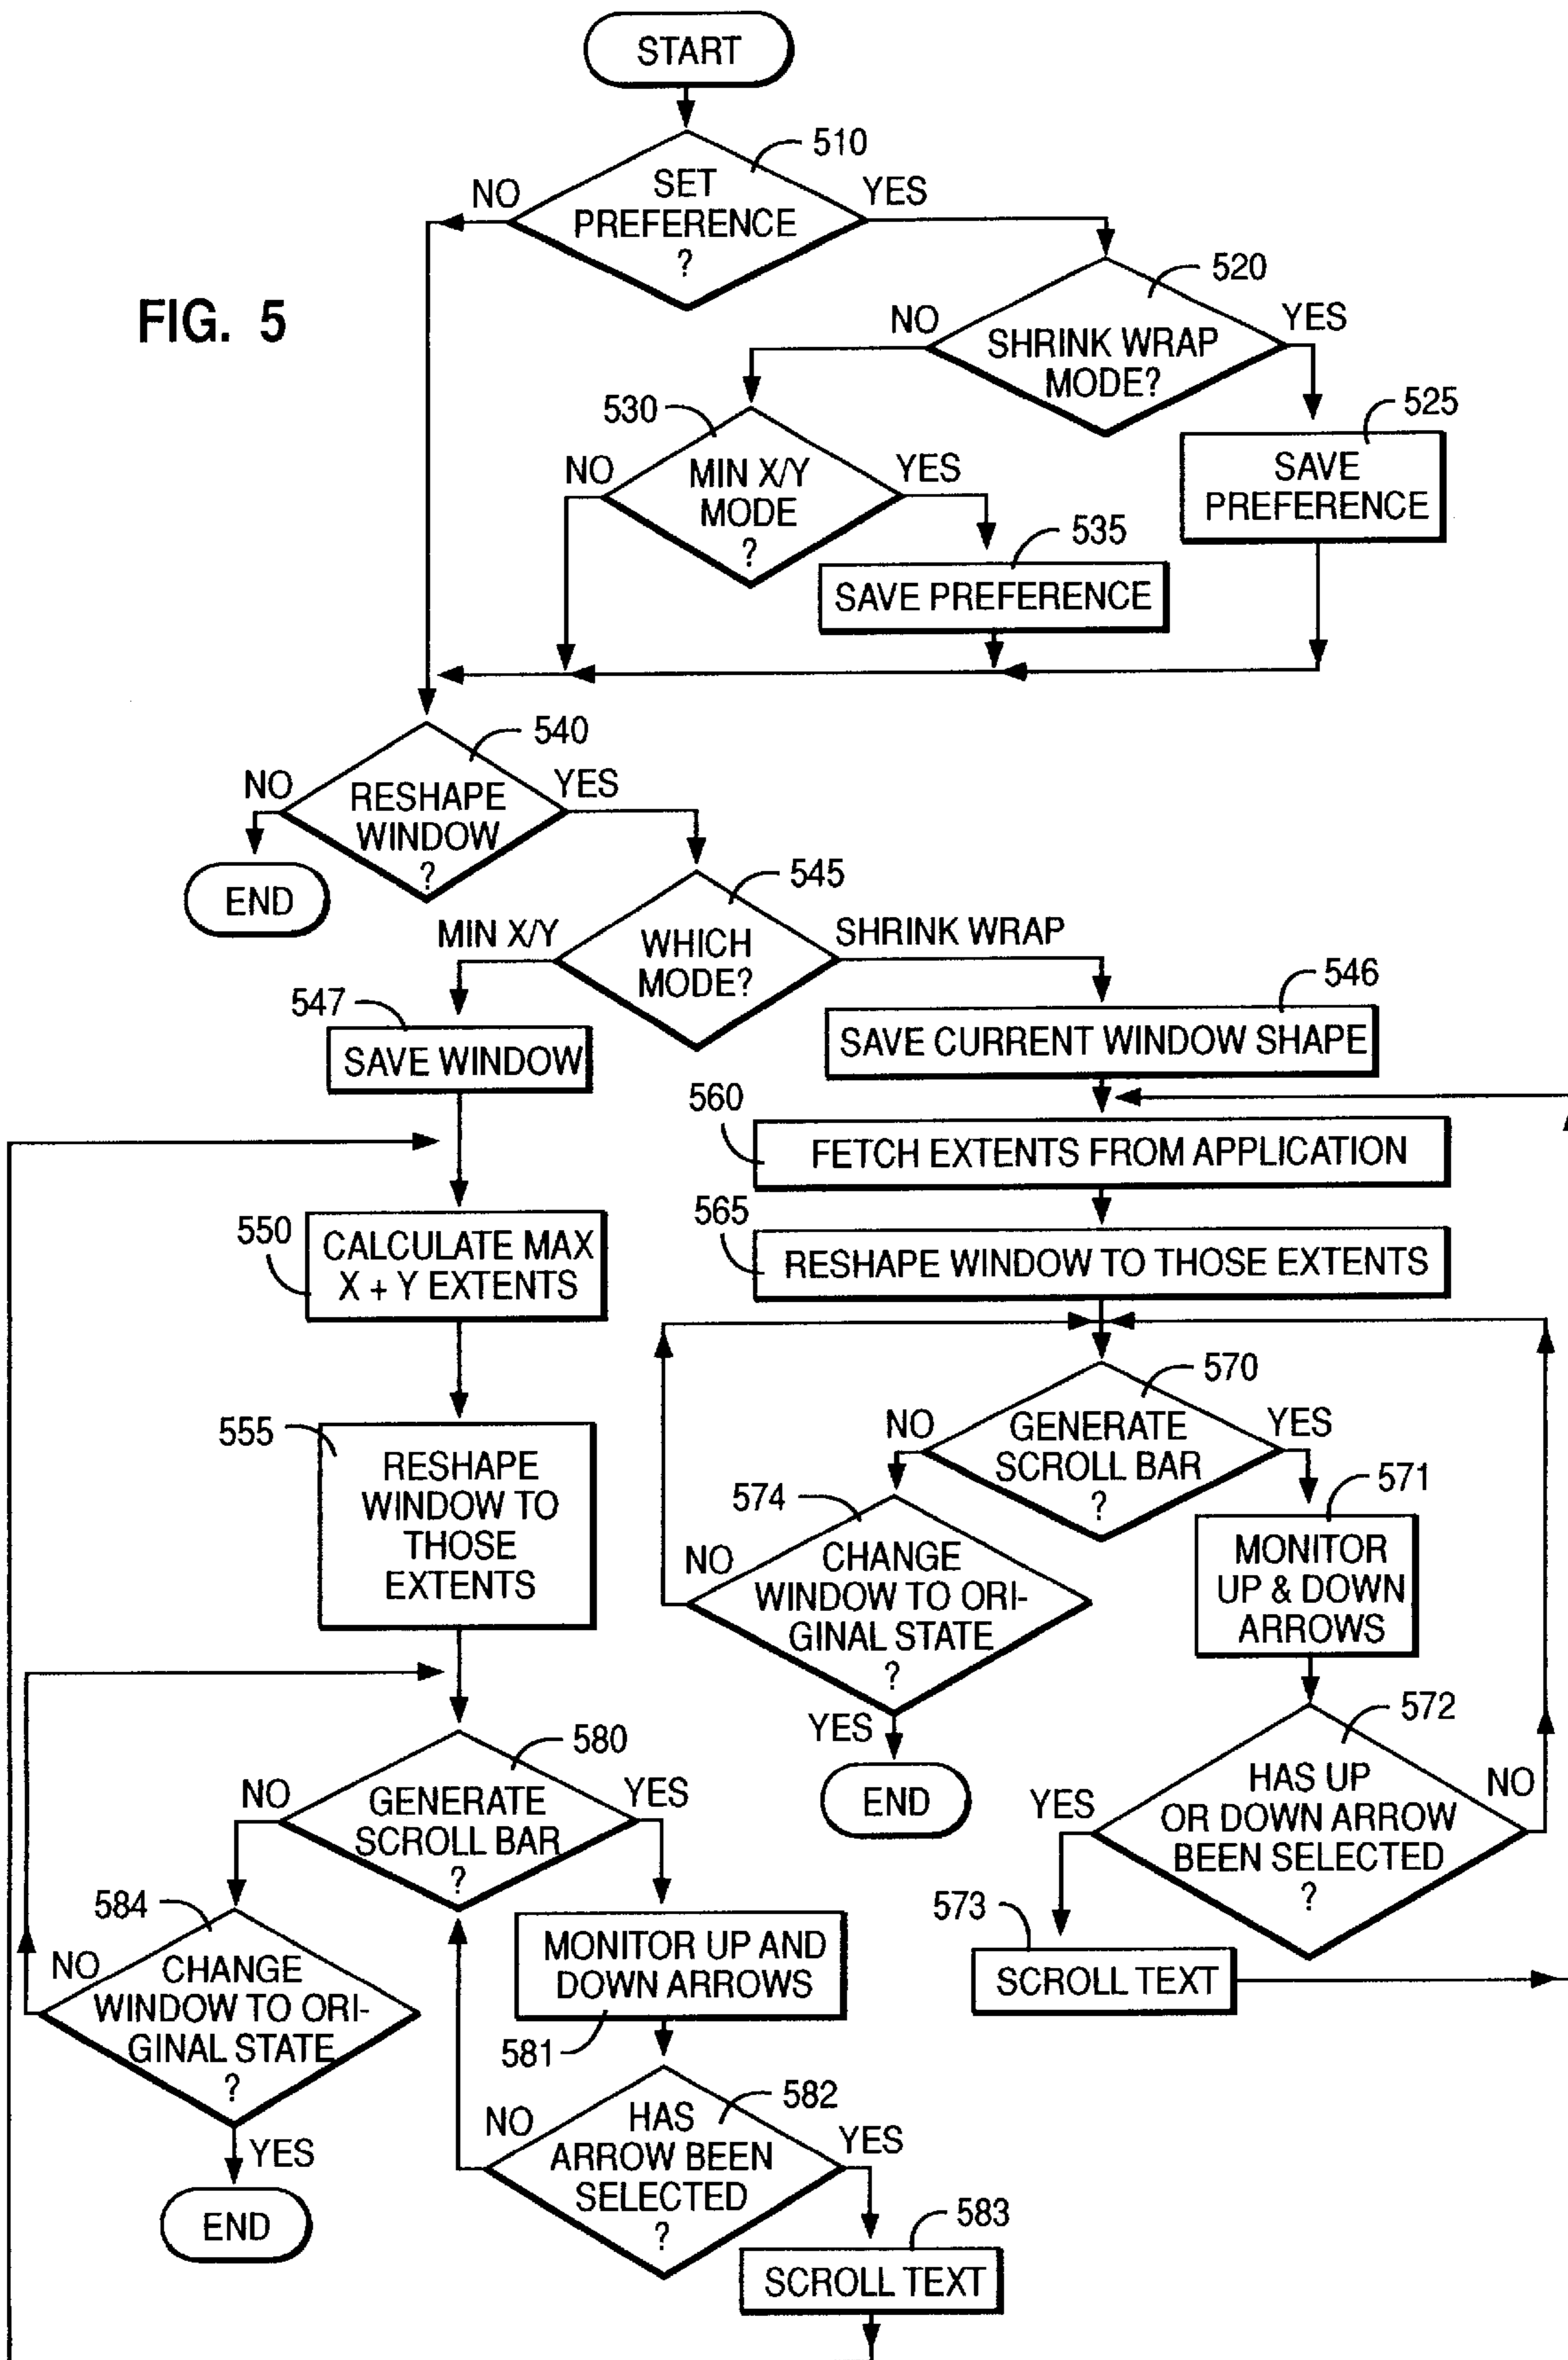 START
510
SET
PREFERENCE
?
NO
YES
FIG. 5
520
SHRINK WRAP
MODE?
NO
YES
530
MIN X/Y
MODE
?
NO
YES
525
SAVE
PREFERENCE
535
SAVE PREFERENCE
540
RESHAPE
WINDOW
?
NO
YES
END
545
WHICH
MODE?
MIN X/Y
SHRINK WRAP
547
SAVE WINDOW
546
SAVE CURRENT WINDOW SHAPE
560
FETCH EXTENTS FROM APPLICATION
550
CALCULATE MAX
X + Y EXTENTS
565
RESHAPE WINDOW TO THOSE EXTENTS
555
RESHAPE
WINDOW TO
THOSE
EXTENTS
570
GENERATE
SCROLL BAR
?
NO
YES
574
CHANGE
WINDOW TO ORI-
GINAL STATE
?
NO
YES
END
571
MONITOR
UP & DOWN
ARROWS
572
HAS UP
OR DOWN ARROW
BEEN SELECTED
?
YES
NO
573
SCROLL TEXT
580
GENERATE
SCROLL BAR
?
NO
YES
584
CHANGE
WINDOW TO ORI-
GINAL STATE
?
NO
YES
END
MONITOR UP AND
DOWN ARROWS
581
582
HAS
ARROW BEEN
SELECTED
?
NO
YES
583
SCROLL TEXT